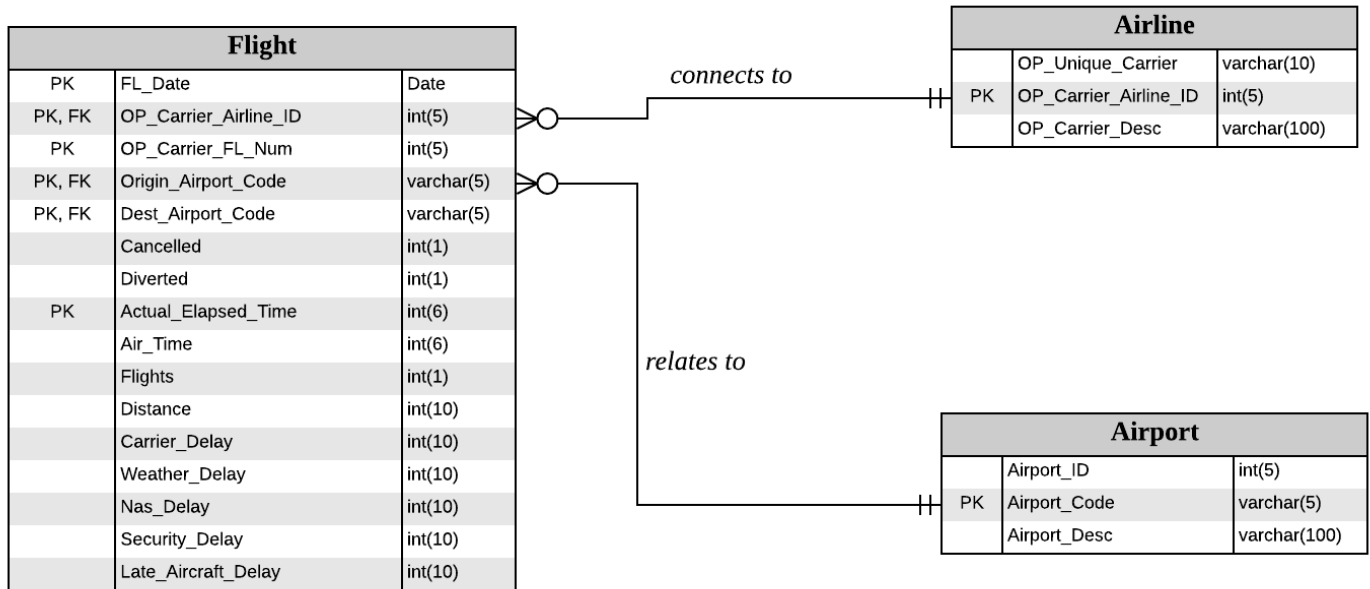 Flight
PK FL_Date Date
PK, FK OP_Carrier_Airline_ID int(5)
PK OP_Carrier_FL_Num int(5)
PK, FK Origin_Airport_Code varchar(5)
PK, FK Dest_Airport_Code varchar(5)
Cancelled int(1)
Diverted int(1)
PK Actual_Elapsed_Time int(6)
Air_Time int(6)
Flights int(1)
Distance int(10)
Carrier_Delay int(10)
Weather_Delay int(10)
Nas_Delay int(10)
Security_Delay int(10)
Late_Aircraft_Delay int(10)
connects to
relates to
Airline
OP_Unique_Carrier varchar(10)
PK OP_Carrier_Airline_ID int(5)
OP_Carrier_Desc varchar(100)
Airport
Airport_ID int(5)
PK Airport_Code varchar(5)
Airport_Desc varchar(100)